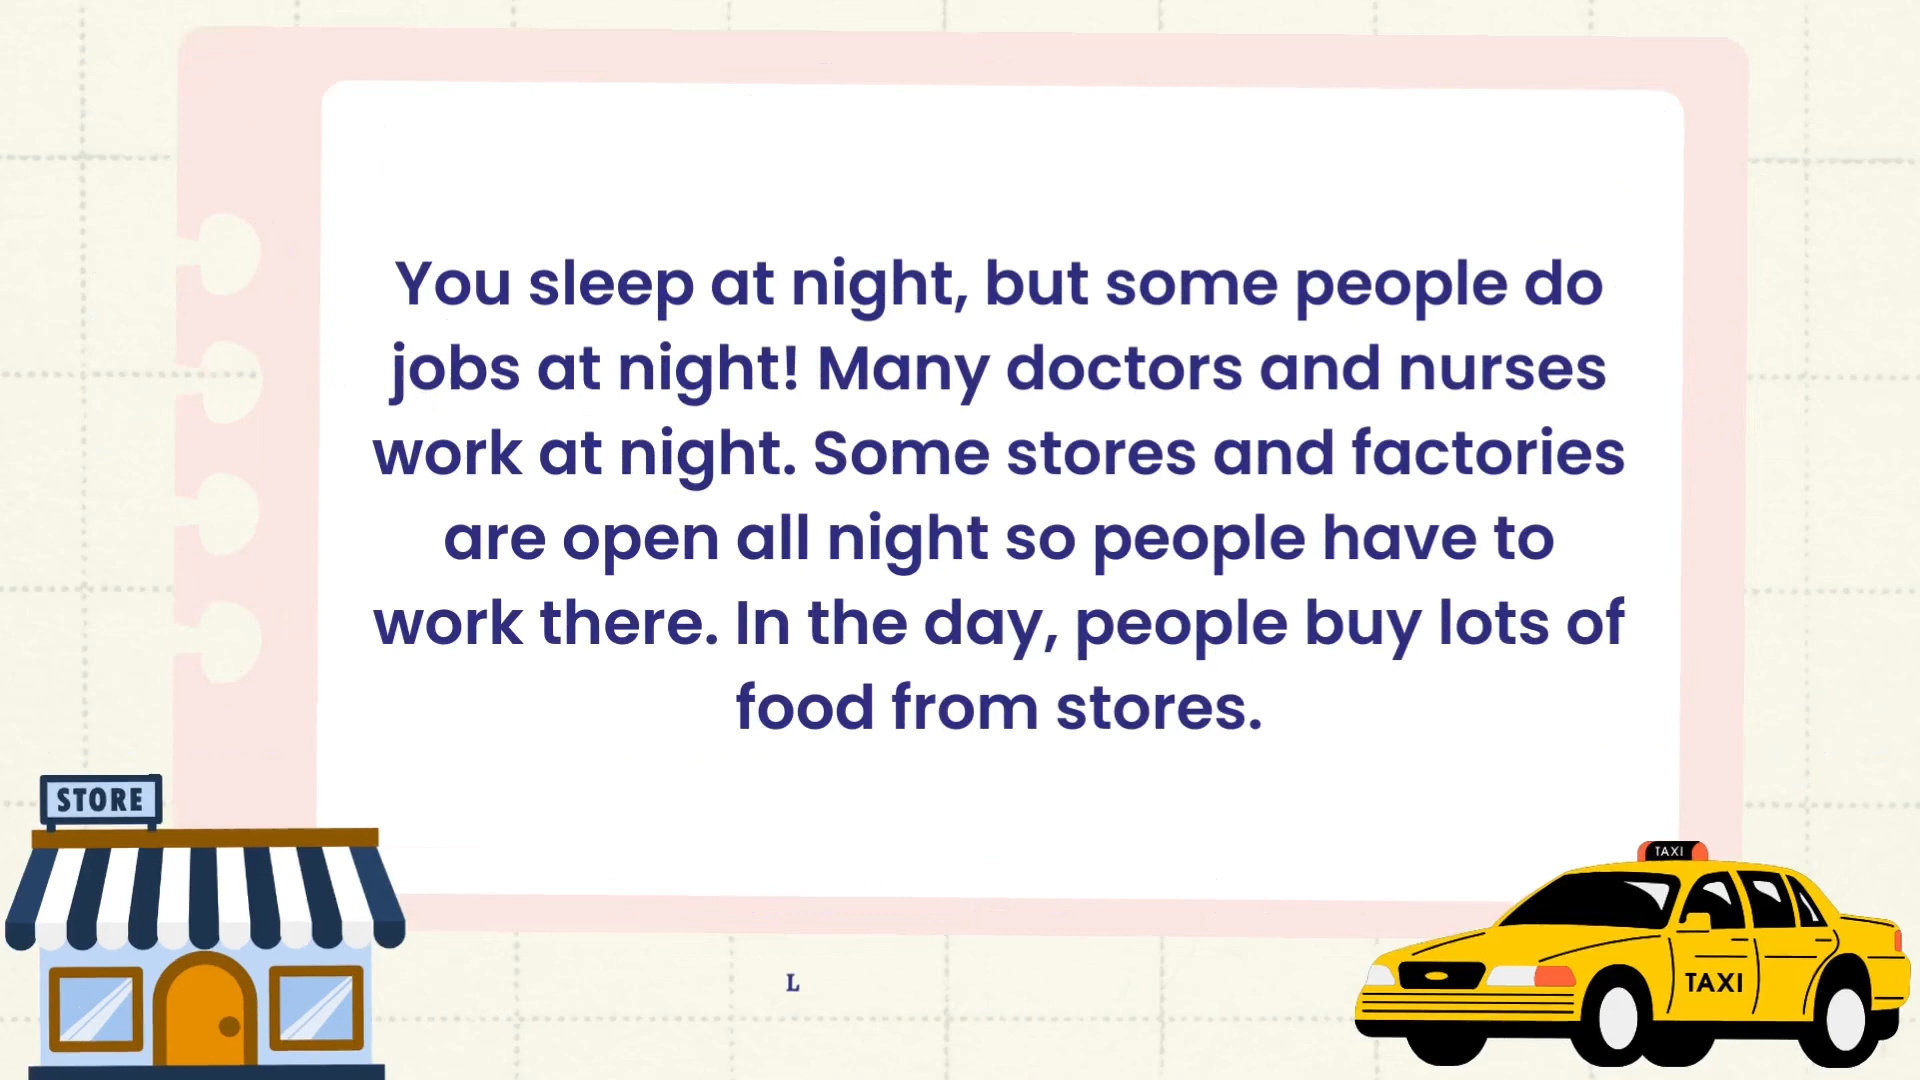 You sleep at night, but some people do
jobs at night! Many doctors and nurses
work at night. Some stores and factories
are open all night so people have to
work there. In the day, people buy lots of
food from stores.
STORE
TAXI
TAXI
L